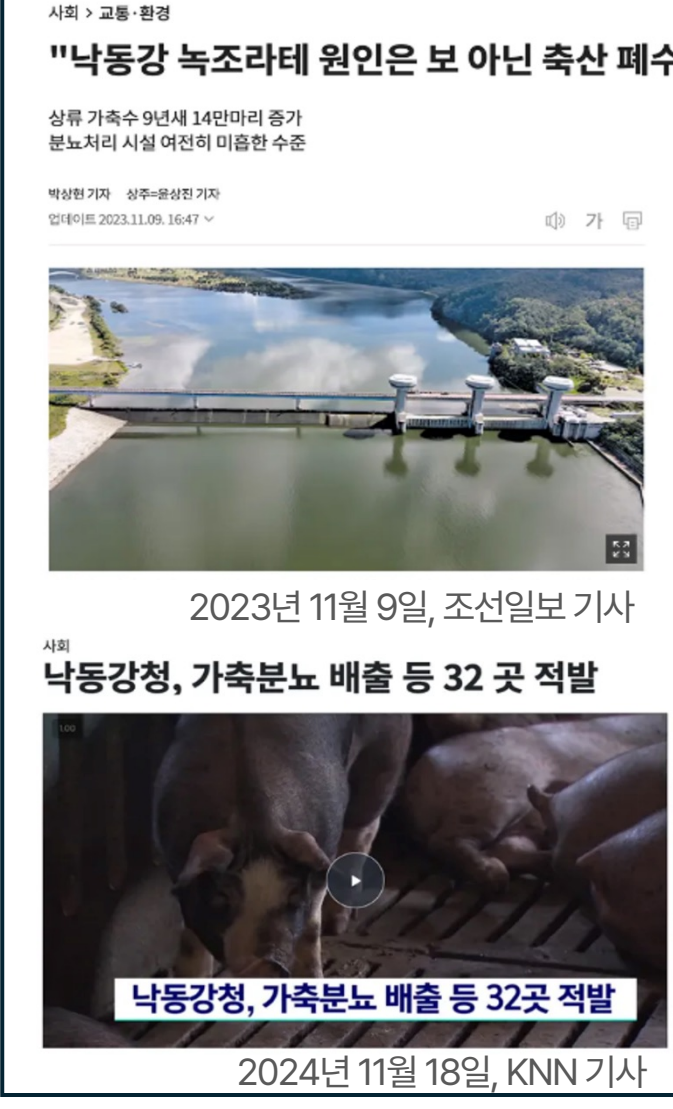 사회 > 교통·환경
"낙동강 녹조라테 원인은 보 아닌 축산 폐수
상류 가축수 9년새 14만마리 증가
분뇨처리 시설 여전히 미흡한 수준
박상현 기자 상주=윤상진 기자
업데이트 2023.11.09. 16:47
가
2023년 11월 9일, 조선일보 기사
사회
낙동강청, 가축분뇨 배출 등 32 곳 적발
1.00
낙동강청, 가축분뇨 배출 등 32곳 적발
2024년 11월 18일, KNN 기사